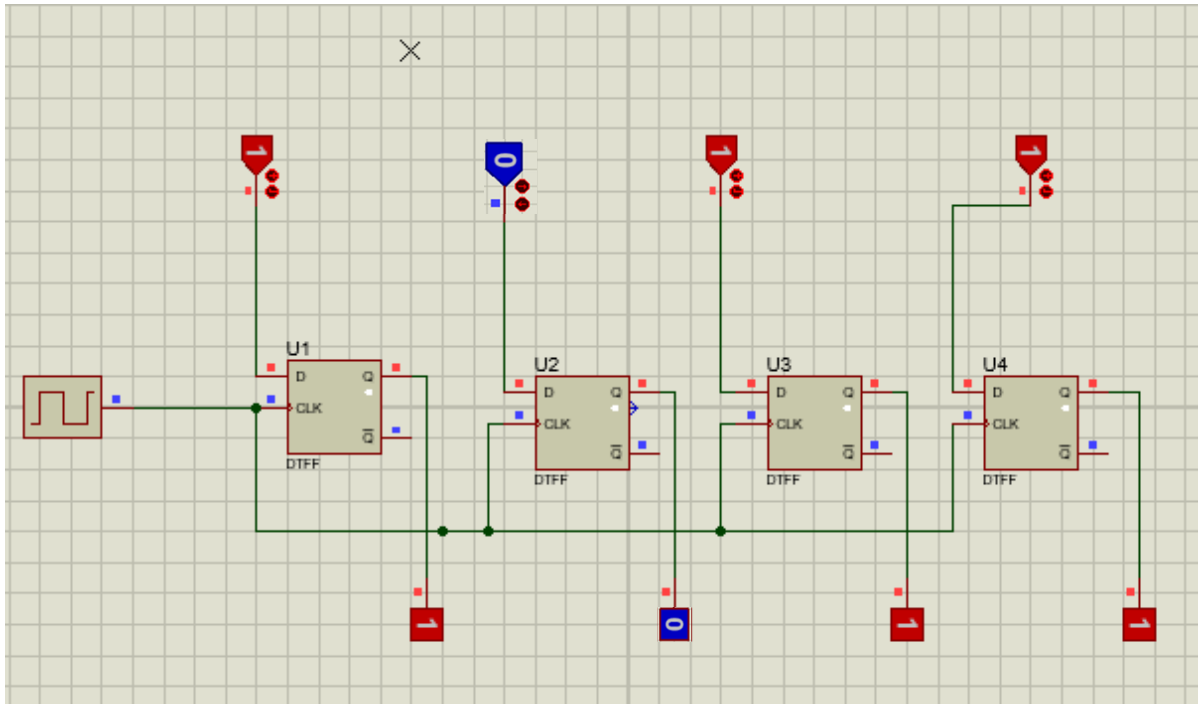 1 0 1 1
U1 U2 U3 U4
D Q D Q D Q D Q
CLK CLK CLK CLK
Q Q Q Q
DTFF DTFF DTFF DTFF
1 0 1 1